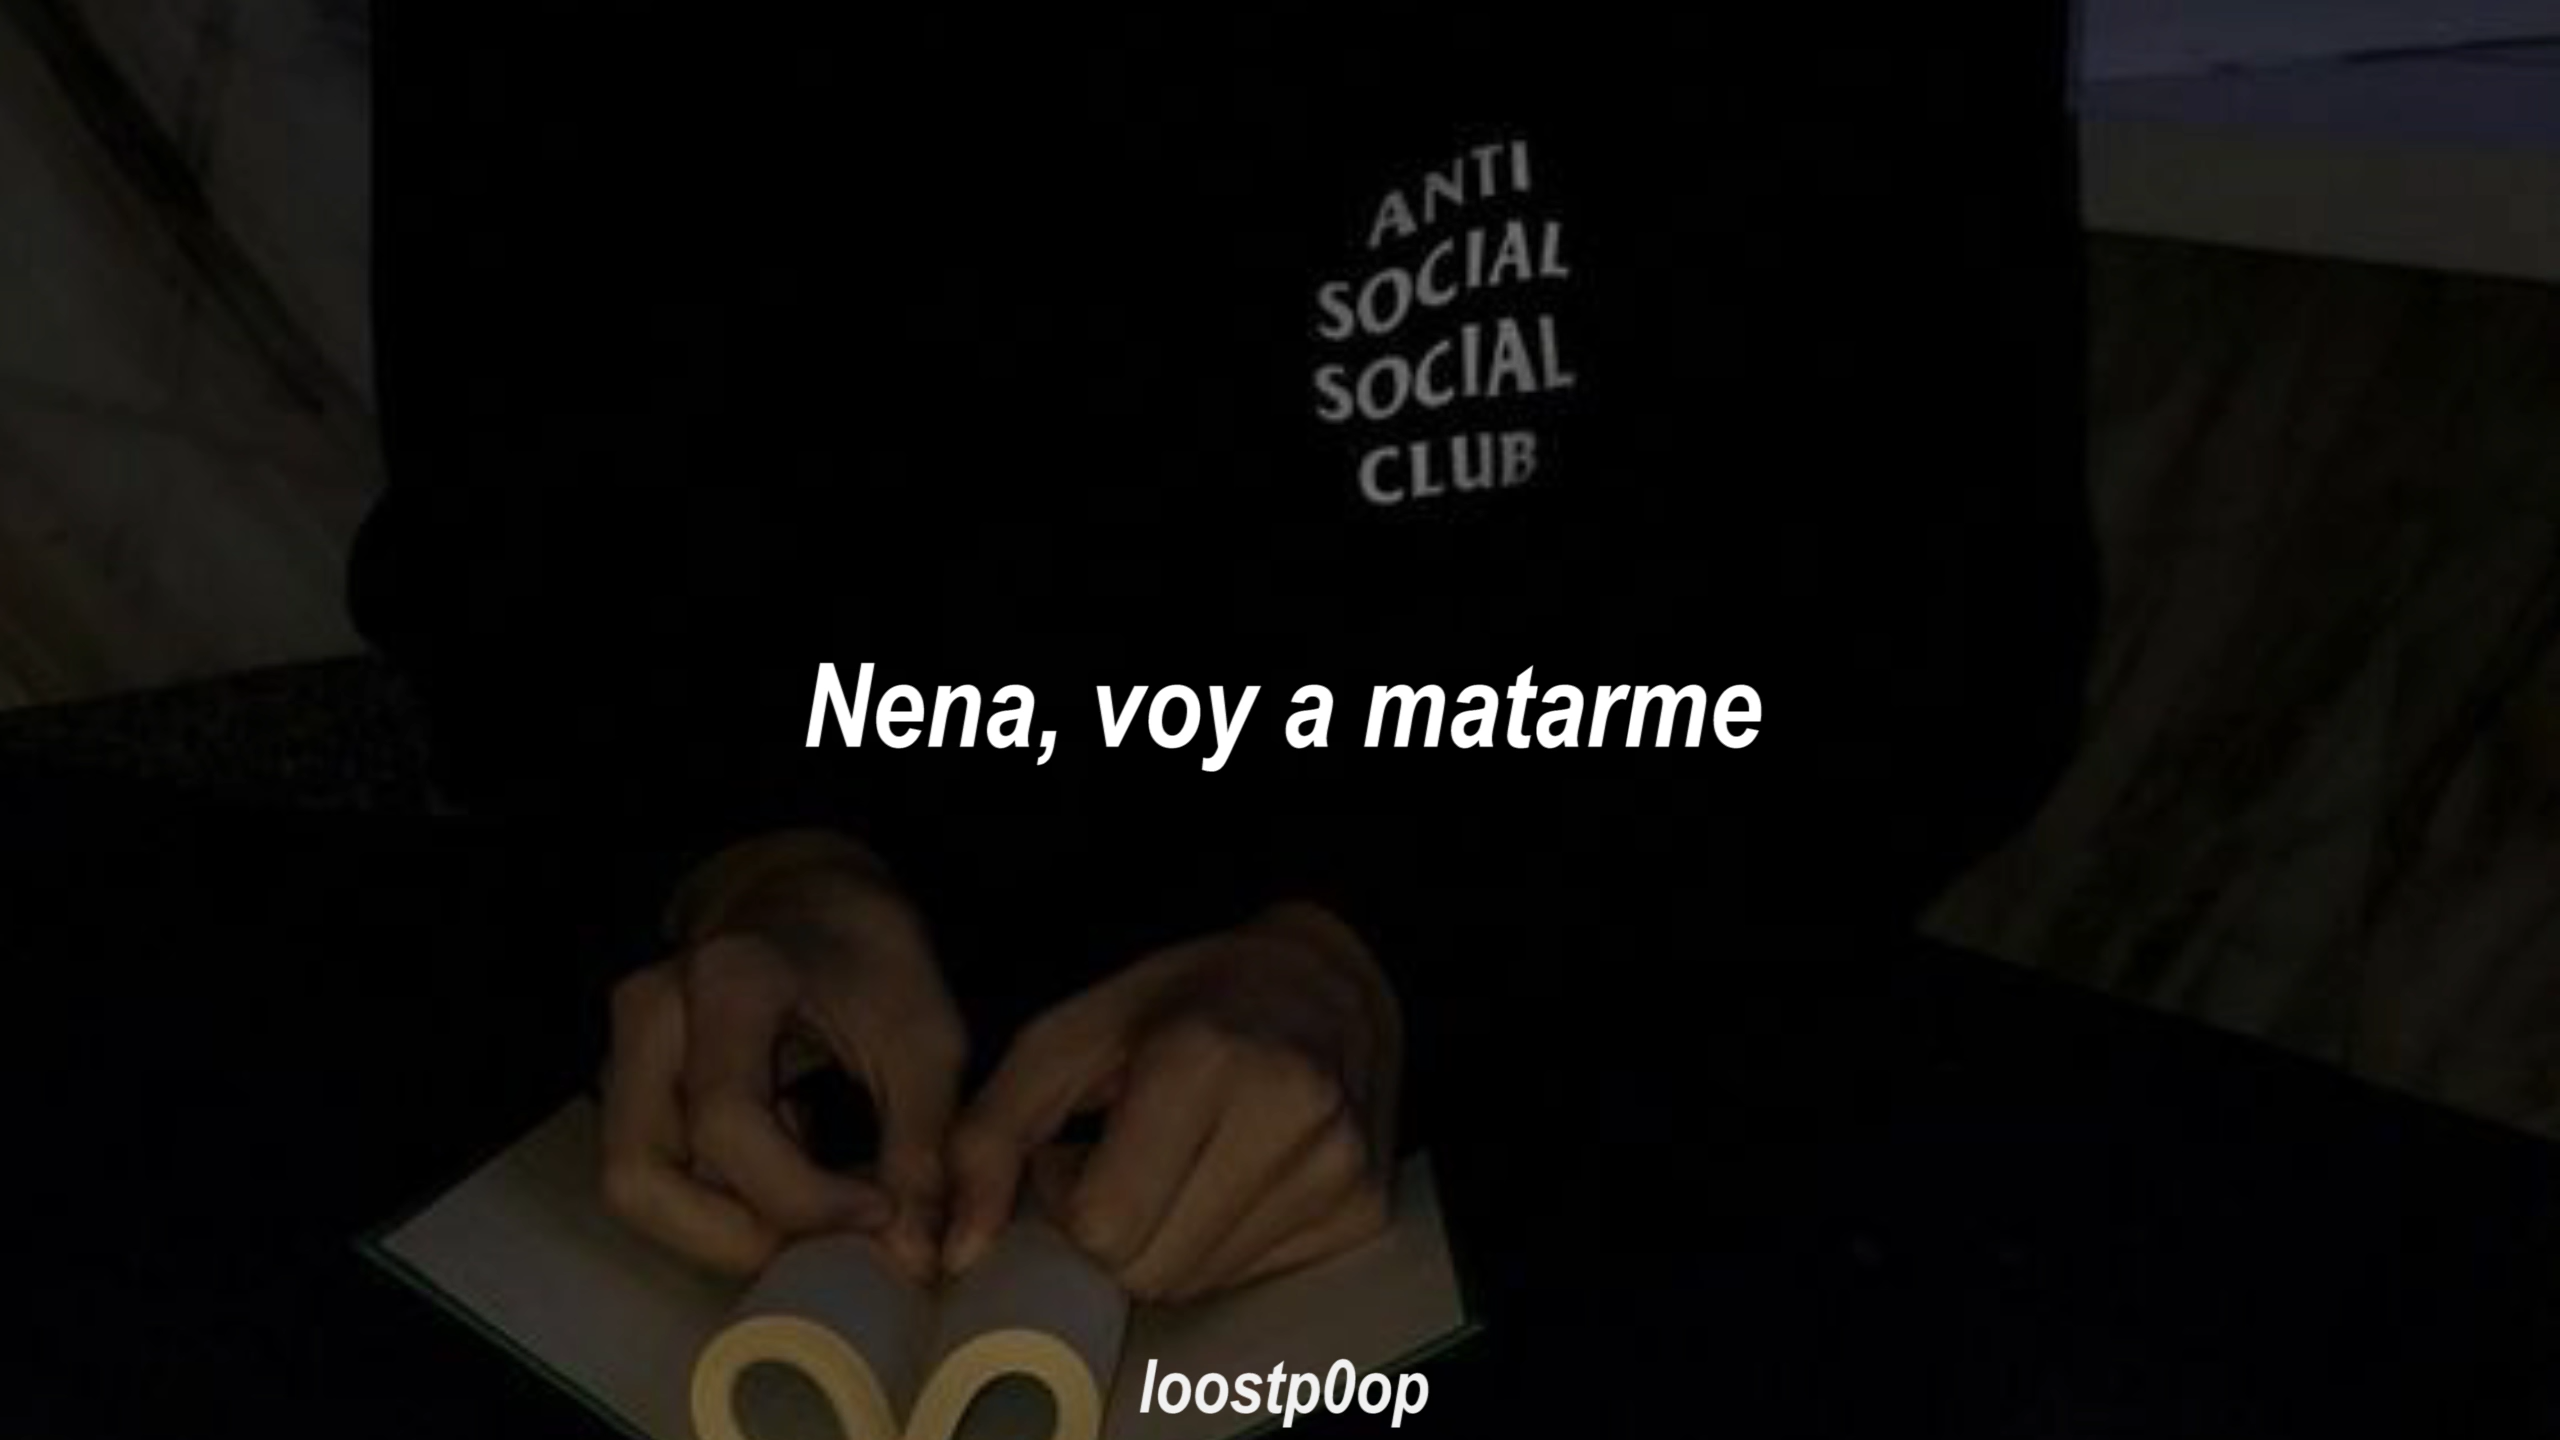 ANTI
SOCIAL
SOCIAL
CLUB
Nena, voy a matarme
loostp0op